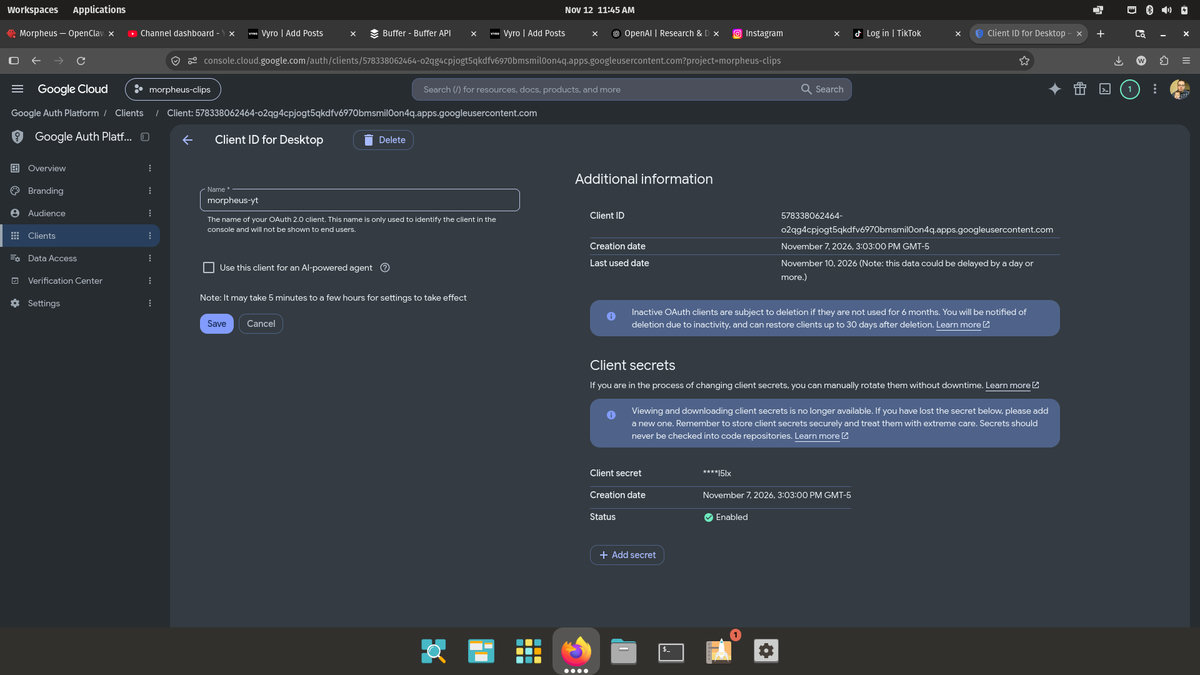 Workspaces Applications Nov 12 11:45 AM
Morpheus — OpenClaw Channel dashboard - Vyro | Add Posts Buffer - Buffer API Vyro | Add Posts OpenAI | Research & D Instagram Log in | TikTok Client ID for Desktop -
console.cloud.google.com/auth/clients/578338062464-o2qg4cpjogt5qkdfv6970bmsmil0on4q.apps.googleusercontent.com?project=morpheus-clips
Google Cloud morpheus-clips Search (/) for resources, docs, products, and more Search 1
Google Auth Platform / Clients / Client: 578338062464-o2qg4cpjogt5qkdfv6970bmsmil0on4q.apps.googleusercontent.com
Google Auth Platf...
Overview
Branding
Audience
Clients
Data Access
Verification Center
Settings
Client ID for Desktop Delete
Name *
morpheus-yt
The name of your OAuth 2.0 client. This name is only used to identify the client in the
console and will not be shown to end users.
Use this client for an AI-powered agent
Note: It may take 5 minutes to a few hours for settings to take effect
Save Cancel
Additional information
Client ID 578338062464-
o2qg4cpjogt5qkdfv6970bmsmil0on4q.apps.googleusercontent.com
Creation date November 7, 2026, 3:03:00 PM GMT-5
Last used date November 10, 2026 (Note: this data could be delayed by a day or
more.)
Inactive OAuth clients are subject to deletion if they are not used for 6 months. You will be notified of
deletion due to inactivity, and can restore clients up to 30 days after deletion. Learn more
Client secrets
If you are in the process of changing client secrets, you can manually rotate them without downtime. Learn more
Viewing and downloading client secrets is no longer available. If you have lost the secret below, please add
a new one. Remember to store client secrets securely and treat them with extreme care. Secrets should
never be checked into code repositories. Learn more
Client secret ****l5lx
Creation date November 7, 2026, 3:03:00 PM GMT-5
Status Enabled
+ Add secret
1